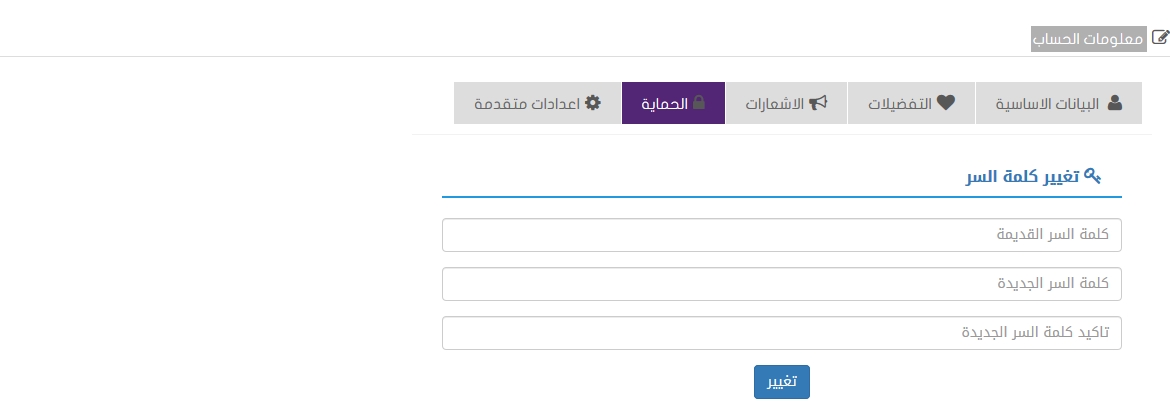 معلومات الحساب
البيانات الاساسية التفضيلات الاشعارات الحماية اعدادات متقدمة
تغيير كلمة السر
كلمة السر القديمة
كلمة السر الجديدة
تاكيد كلمة السر الجديدة
تغيير